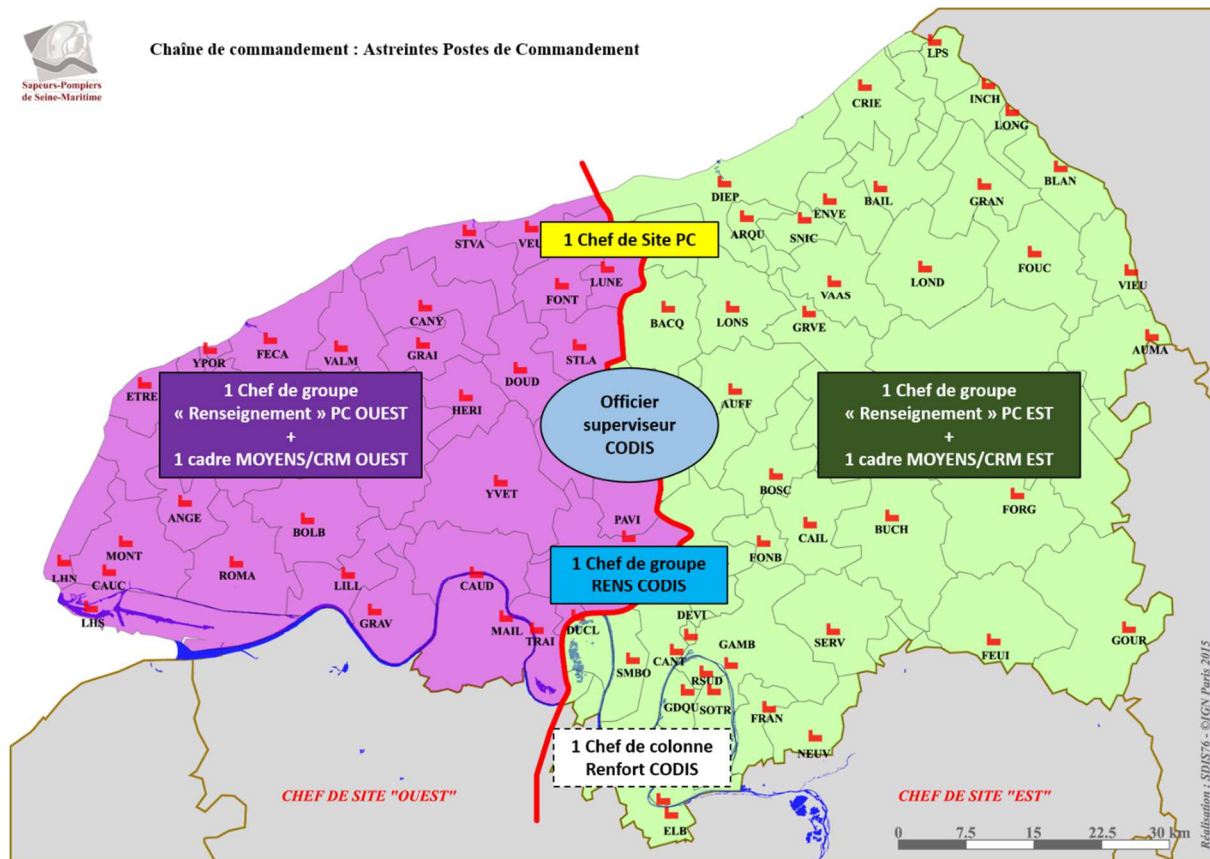 Chaîne de commandement : Astreintes Postes de Commandement
Sapeurs-Pompiers
de Seine-Maritime
LPS
CRIE
INCH
LONG
BLAN
DIEP
BAIL
GRAN
ENVE
ARQU
SNIC
STVA
VEU
1 Chef de Site PC
LUNE
FONT
LOND
FOUC
VIEU
VAAS
CANY
BACQ
LONS
GRVE
YPOR
FECA
VALM
GRAI
STLA
AUMA
ETRE
DOUD
HERI
AUFF
1 Chef de groupe
« Renseignement » PC OUEST
+
1 cadre MOYENS/CRM OUEST
Officier
superviseur
CODIS
1 Chef de groupe
« Renseignement » PC EST
+
1 cadre MOYENS/CRM EST
YVET
BOSC
FORG
ANGE
BOLB
PAVI
CAIL
BUCH
MONT
FONB
LHN
CAUC
ROMA
LILL
CAUD
1 Chef de groupe
RENS CODIS
LHS
GRAV
MAIL
TRAI
DUCL
DEVI
GAMB
SERV
FEUI
GOUR
SMBO
CANT
RSUD
GDQU
SOTR
FRAN
NEUV
1 Chef de colonne
Renfort CODIS
CHEF DE SITE "OUEST"
CHEF DE SITE "EST"
ELB
0 7.5 15 22.5 30 km
Réalisation : SDIS76 - ©IGN Paris 2015